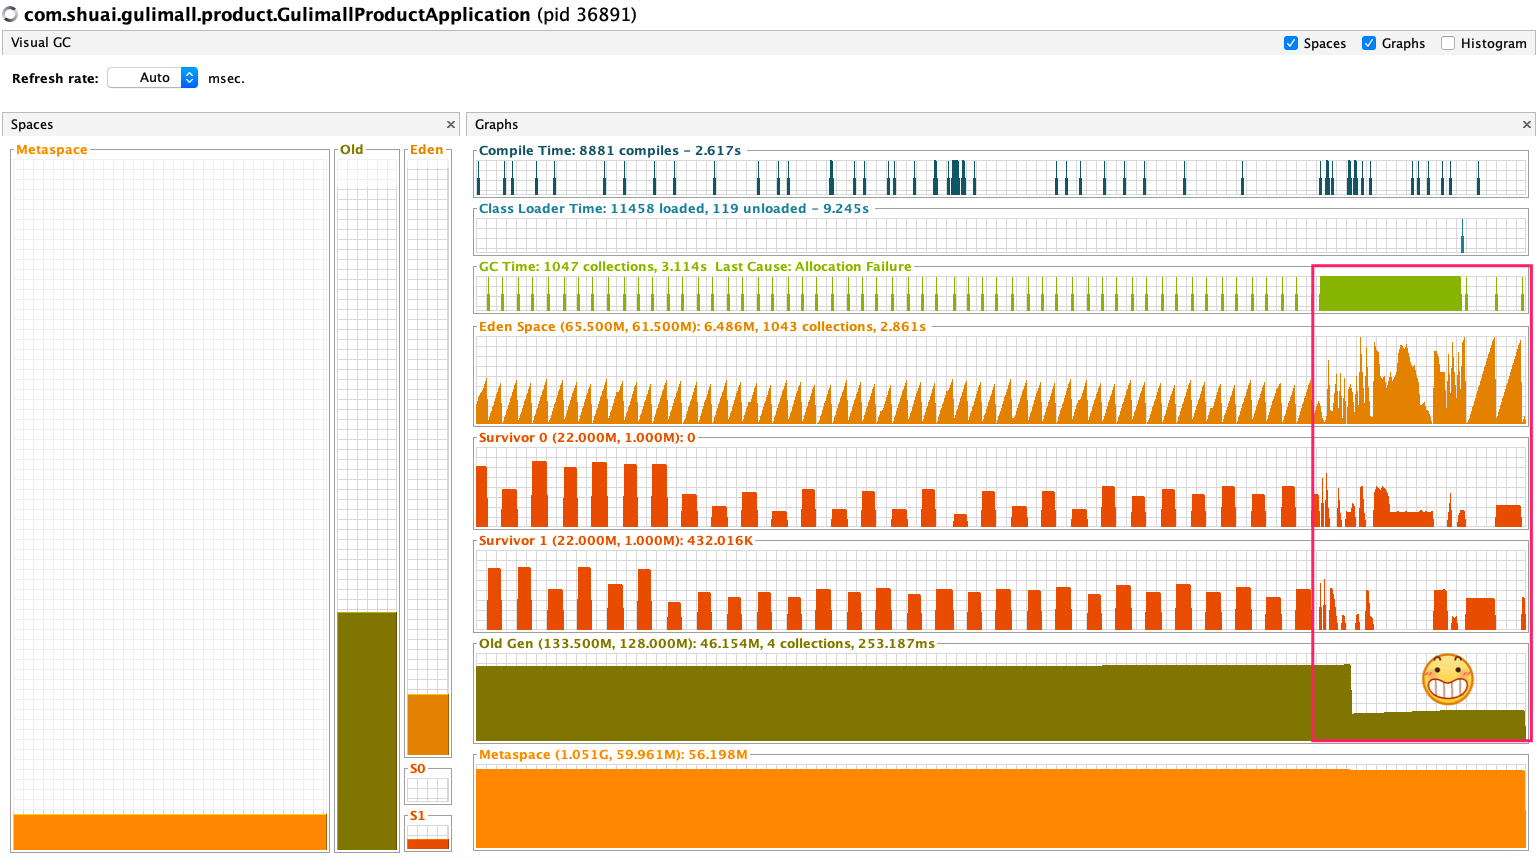 com.shuai.gulimall.product.GulimallProductApplication (pid 36891)
Visual GC
Spaces
Graphs
Histogram
Refresh rate:
Auto
msec.
Spaces
Graphs
Metaspace
Old
Eden
S0
S1
Compile Time: 8881 compiles - 2.617s
Class Loader Time: 11458 loaded, 119 unloaded - 9.245s
GC Time: 1047 collections, 3.114s Last Cause: Allocation Failure
Eden Space (65.500M, 61.500M): 6.486M, 1043 collections, 2.861s
Survivor 0 (22.000M, 1.000M): 0
Survivor 1 (22.000M, 1.000M): 432.016K
Old Gen (133.500M, 128.000M): 46.154M, 4 collections, 253.187ms
Metaspace (1.051G, 59.961M): 56.198M